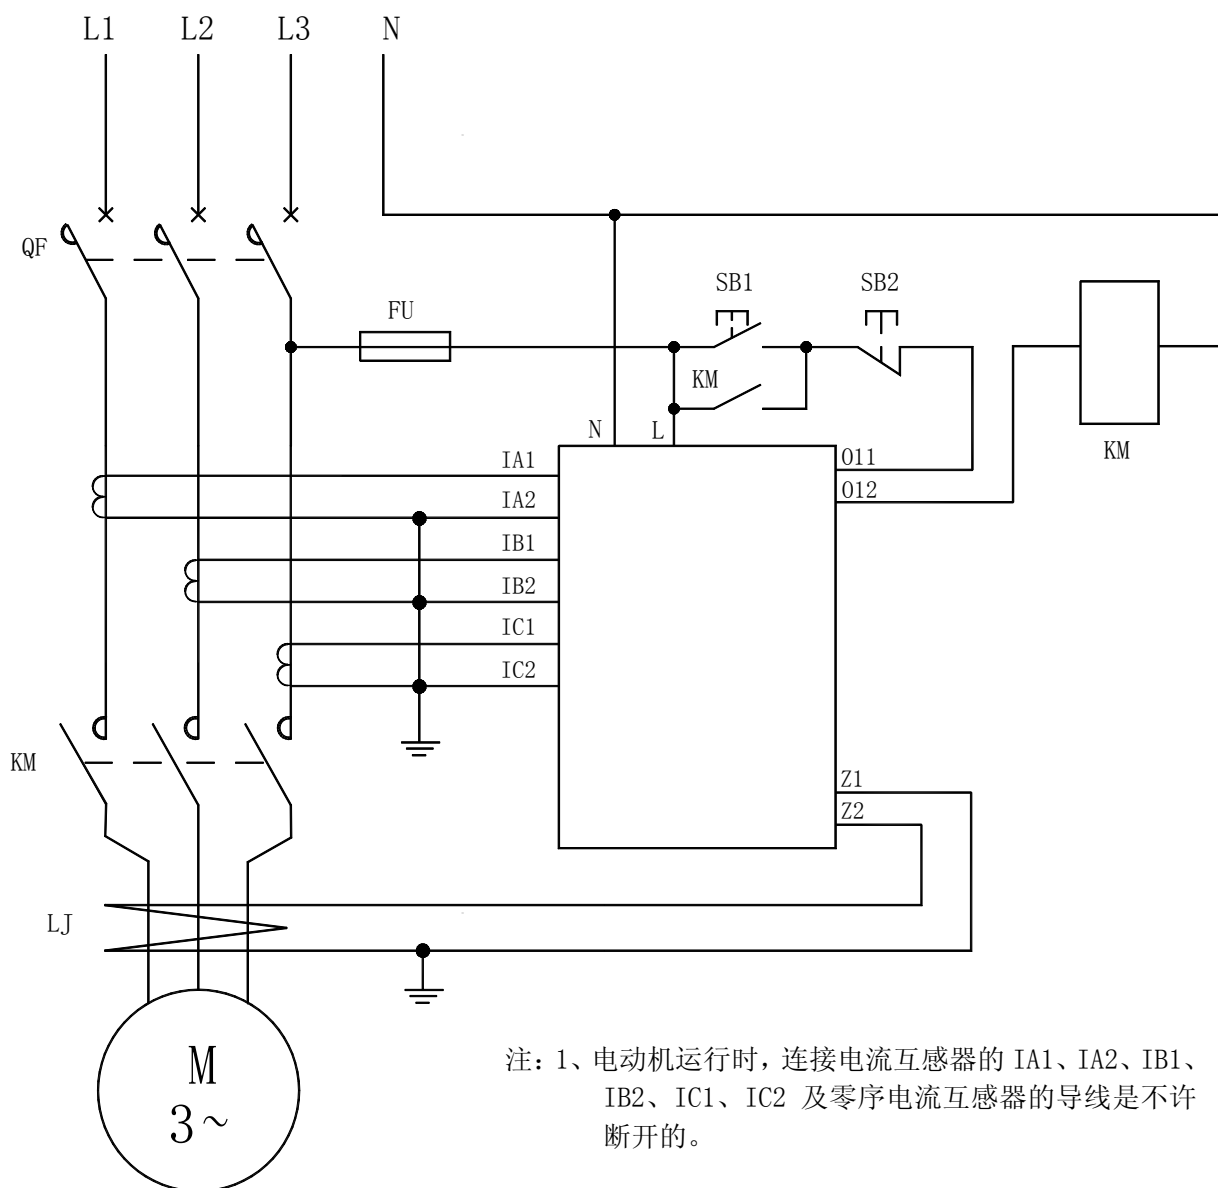 L1 L2 L3 N
QF
SB1 SB2
FU
KM
N L
KM
IA1
O11
O12
IA2
IB1
IB2
IC1
IC2
KM
Z1
Z2
LJ
M
3~
注：1、电动机运行时，连接电流互感器的 IA1、IA2、IB1、
IB2、IC1、IC2 及零序电流互感器的导线是不许
断开的。